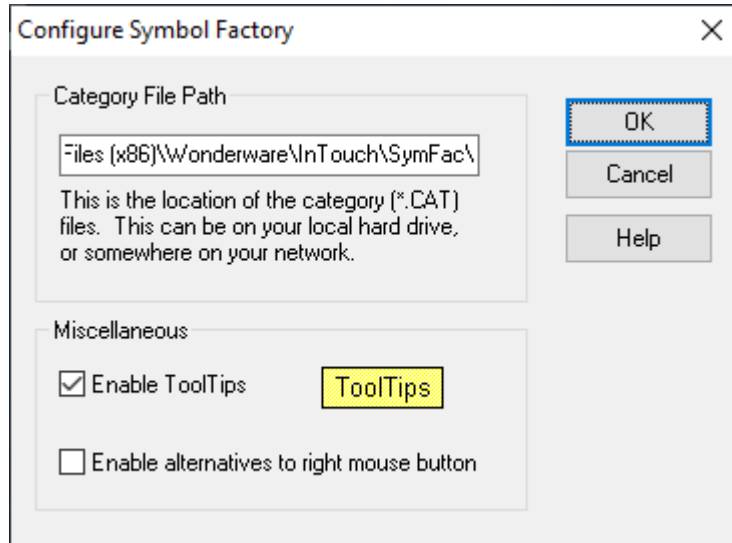 Configure Symbol Factory
Category File Path
Files (x86)\Wonderware\InTouch\SymFac\
This is the location of the category (*.CAT)
files. This can be on your local hard drive,
or somewhere on your network.
OK
Cancel
Help
Miscellaneous
Enable ToolTips
ToolTips
Enable alternatives to right mouse button